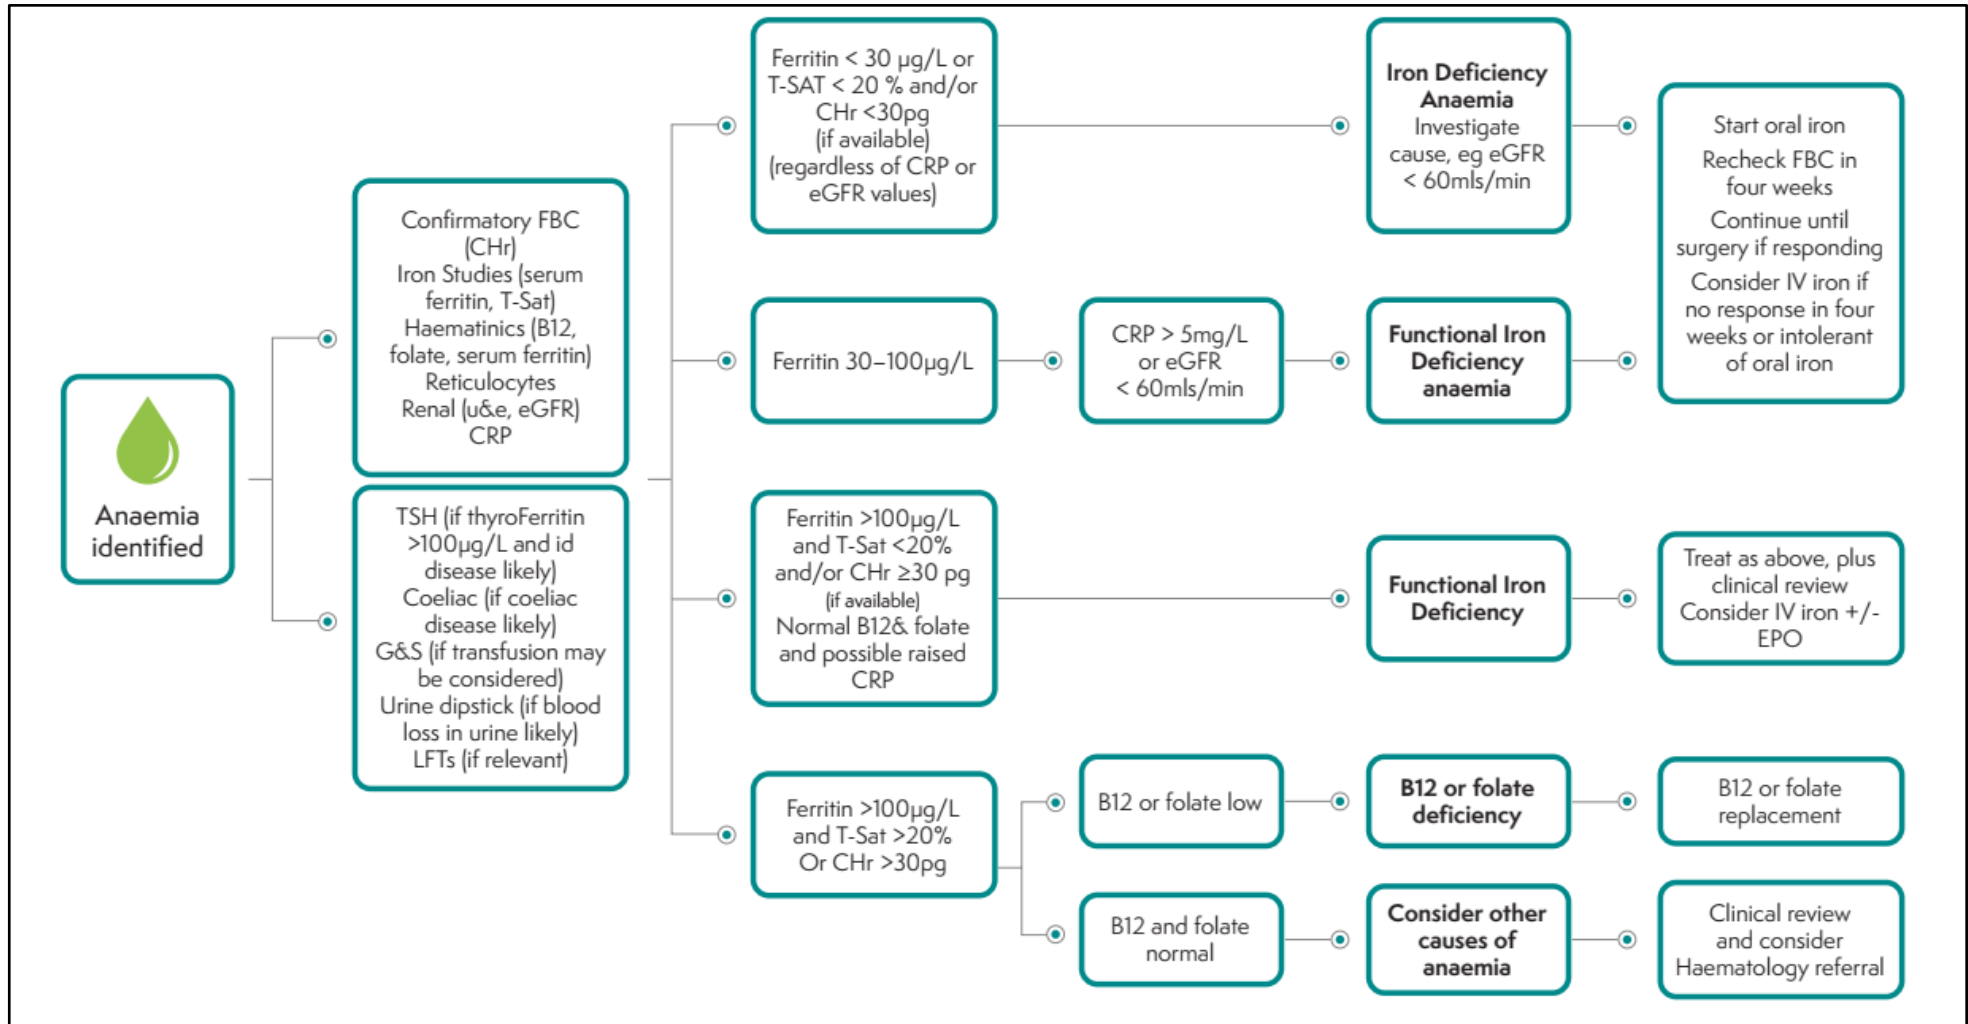 Anaemia
identified
Confirmatory FBC
(CHr)
Iron Studies (serum
ferritin, T-Sat)
Haematinics (B12,
folate, serum ferritin)
Reticulocytes
Renal (u&e, eGFR)
CRP
TSH (if thyroFerritin
>100µg/L and id
disease likely)
Coeliac (if coeliac
disease likely)
G&S (if transfusion may
be considered)
Urine dipstick (if blood
loss in urine likely)
LFTs (if relevant)
Ferritin < 30 µg/L or
T-SAT < 20 % and/or
CHr <30pg
(if available)
(regardless of CRP or
eGFR values)
Iron Deficiency
Anaemia
Investigate
cause, eg eGFR
< 60mls/min
Start oral iron
Recheck FBC in
four weeks
Continue until
surgery if responding
Consider IV iron if
no response in four
weeks or intolerant
of oral iron
Ferritin 30–100µg/L
CRP > 5mg/L
or eGFR
< 60mls/min
Functional Iron
Deficiency
anaemia
Ferritin >100µg/L
and T-Sat <20%
and/or CHr ≥30 pg
(if available)
Normal B12& folate
and possible raised
CRP
Functional Iron
Deficiency
Treat as above, plus
clinical review
Consider IV iron +/-
EPO
Ferritin >100µg/L
and T-Sat >20%
Or CHr >30pg
B12 or folate low
B12 or folate
deficiency
B12 or folate
replacement
B12 and folate
normal
Consider other
causes of
anaemia
Clinical review
and consider
Haematology referral